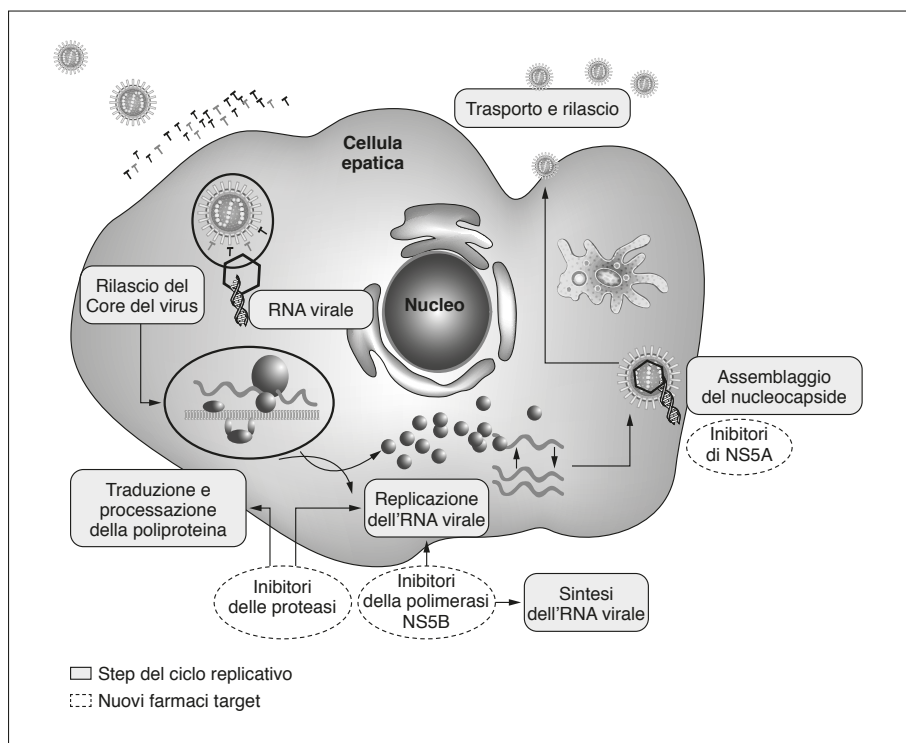 Trasporto e rilascio
Cellula
epatica
Rilascio del
Core del virus
RNA virale
Nucleo
Assemblaggio
del nucleocapside
Inibitori
di NS5A
Traduzione e
processazione
della poliproteina
Replicazione
dell'RNA virale
Inibitori
delle proteasi
Inibitori
della polimerasi
NS5B
Sintesi
dell'RNA virale
Step del ciclo replicativo
Nuovi farmaci target